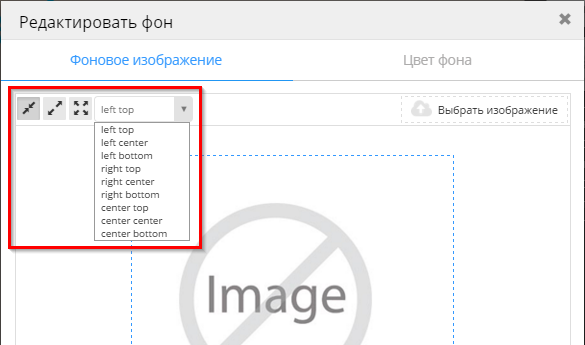 Редактировать фон
Фоновое изображение
Цвет фона
left top
Выбрать изображение
left top
left center
left bottom
right top
right center
right bottom
center top
center center
center bottom
Image